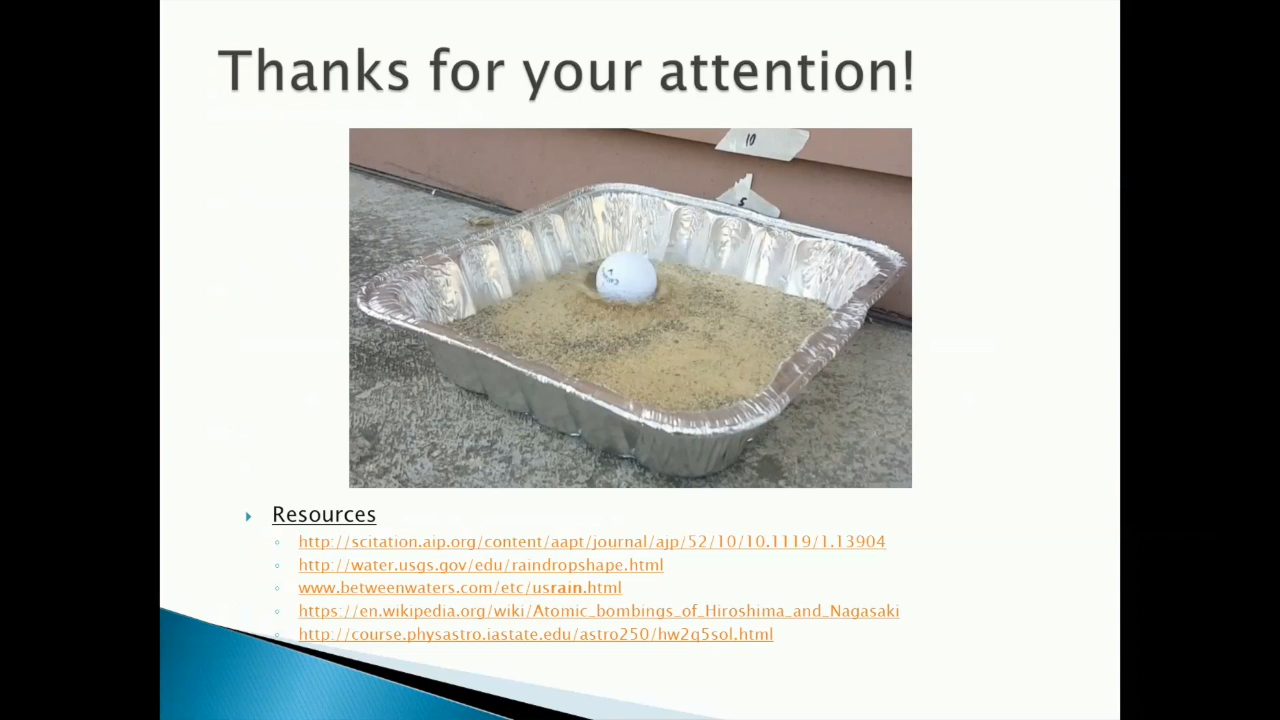 Thanks for your attention!
10
5
Resources
http://scitation.aip.org/content/aapt/journal/ajp/52/10/10.1119/1.13904
http://water.usgs.gov/edu/raindropshape.html
www.betweenwaters.com/etc/usrain.html
https://en.wikipedia.org/wiki/Atomic_bombings_of_Hiroshima_and_Nagasaki
http://course.physastro.iastate.edu/astro250/hw2q5sol.html